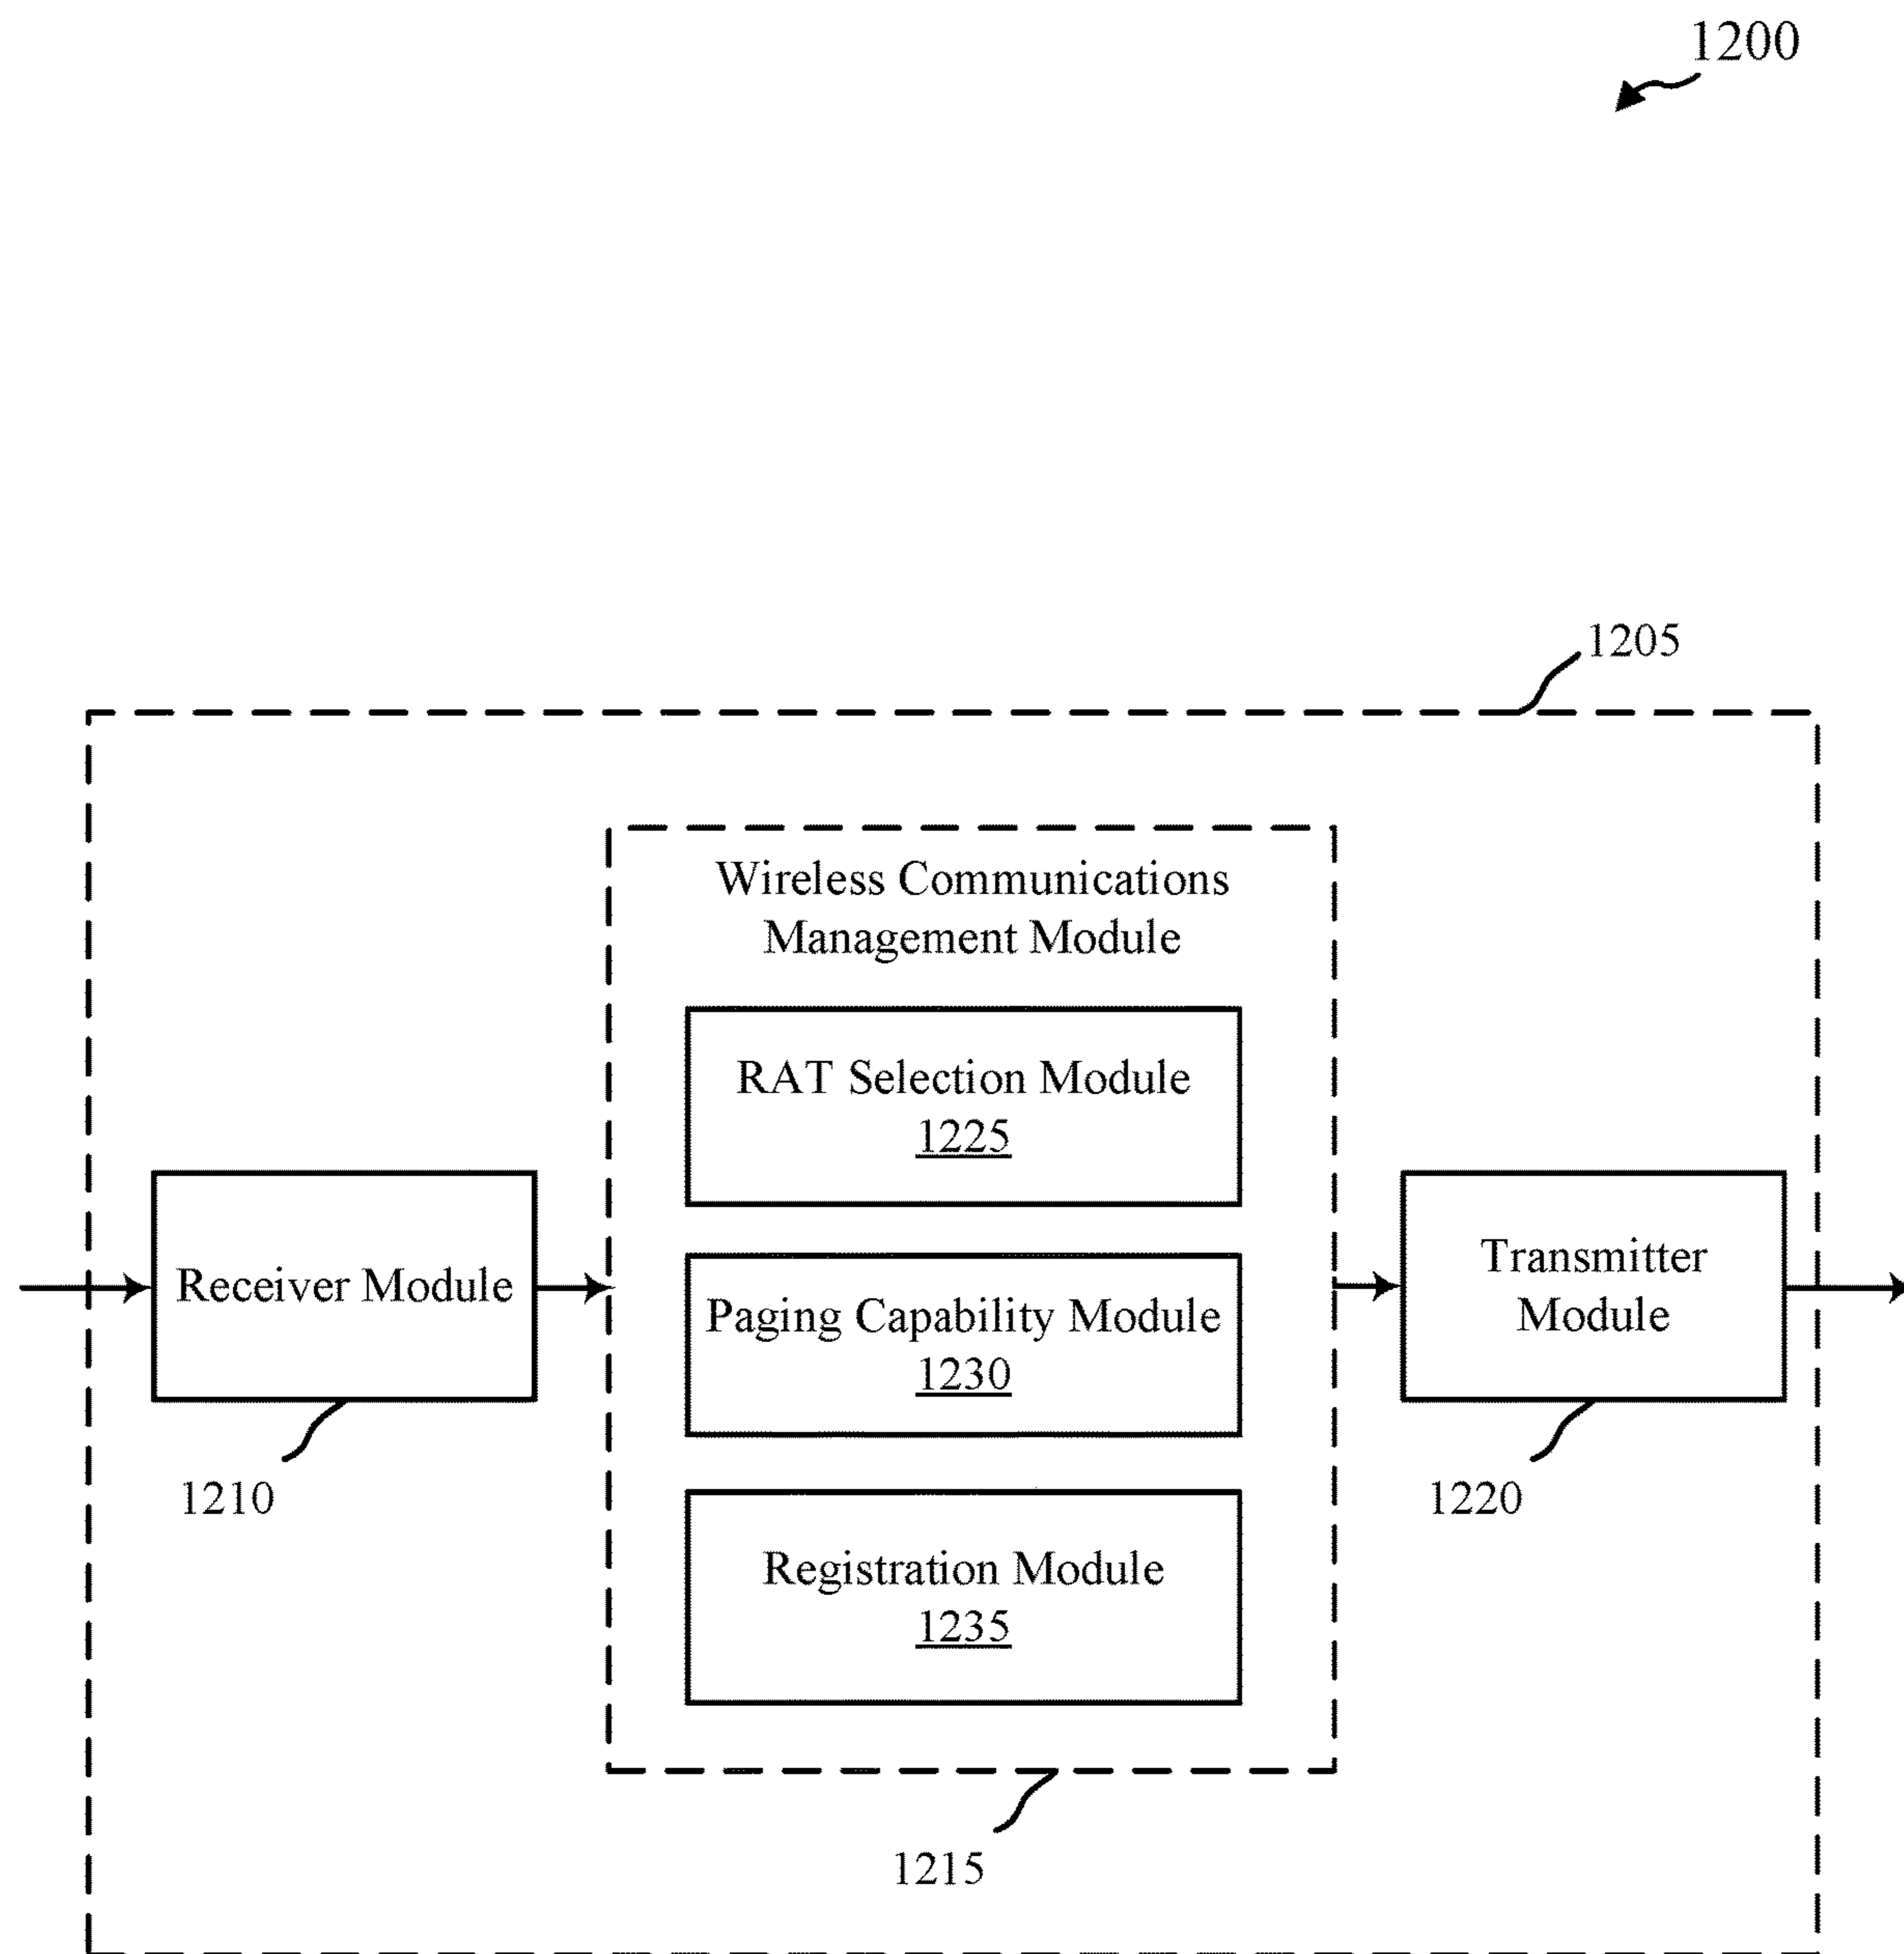 1200
1205
Wireless Communications
Management Module
RAT Selection Module
1225
Receiver Module
Paging Capability Module
1230
Transmitter
Module
1210
1220
Registration Module
1235
1215